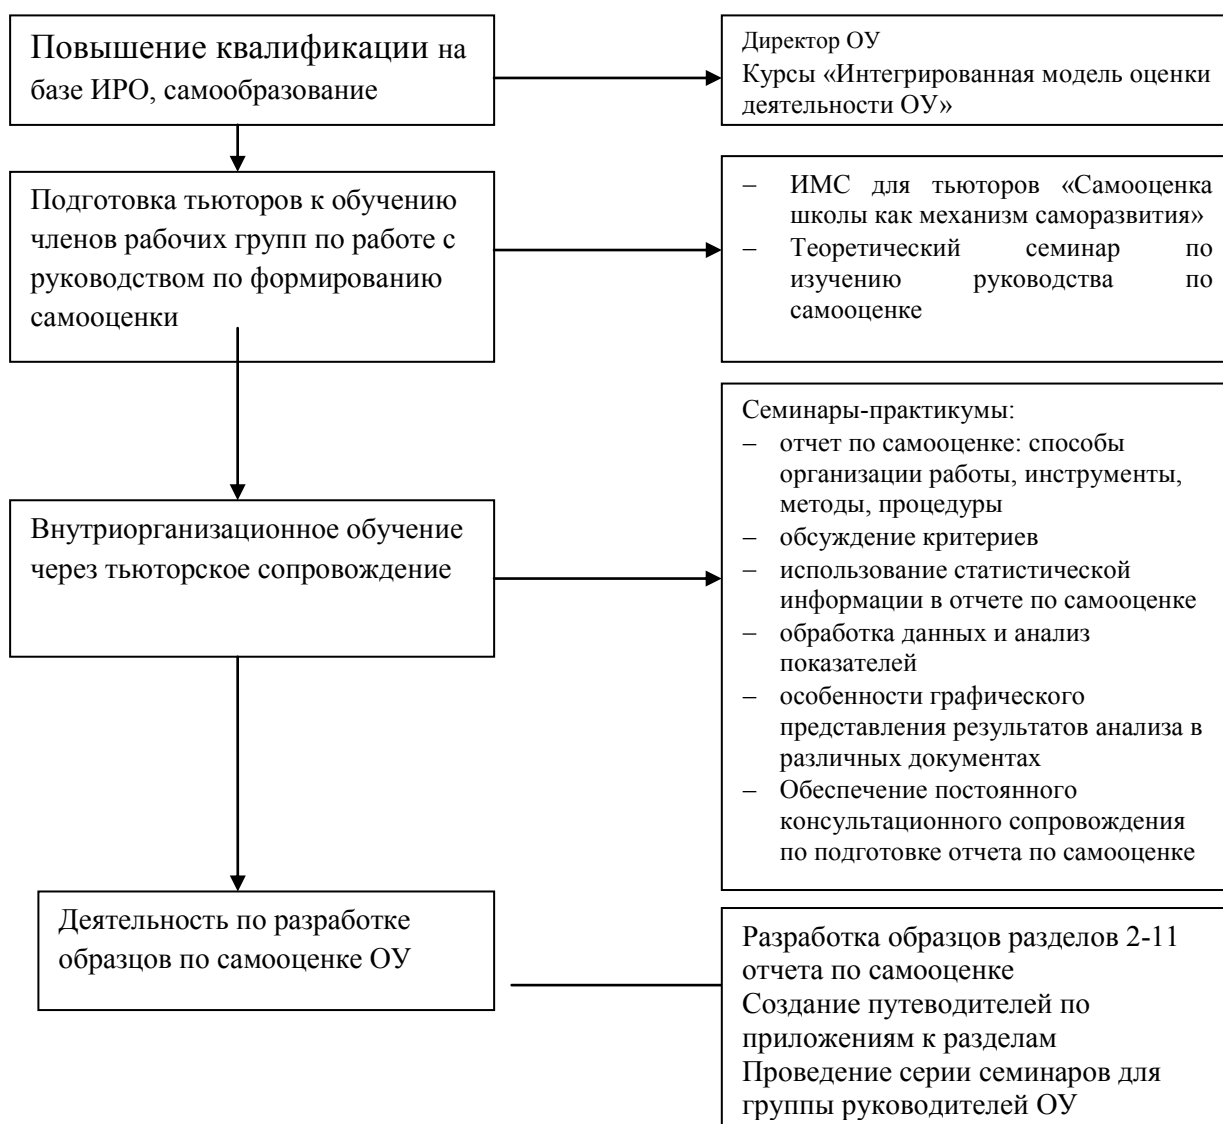 Повышение квалификации на
базе ИРО, самообразование
Директор ОУ
Курсы «Интегрированная модель оценки
деятельности ОУ»
Подготовка тьюторов к обучению
членов рабочих групп по работе с
руководством по формированию
самооценки
– ИМС для тьюторов «Самооценка
школы как механизм саморазвития»
– Теоретический семинар по
изучению руководства по
самооценке
Внутриорганизационное обучение
через тьюторское сопровождение
Семинары-практикумы:
– отчет по самооценке: способы
организации работы, инструменты,
методы, процедуры
– обсуждение критериев
– использование статистической
информации в отчете по самооценке
– обработка данных и анализ
показателей
– особенности графического
представления результатов анализа в
различных документах
– Обеспечение постоянного
консультационного сопровождения
по подготовке отчета по самооценке
Деятельность по разработке
образцов по самооценке ОУ
Разработка образцов разделов 2-11
отчета по самооценке
Создание путеводителей по
приложениям к разделам
Проведение серии семинаров для
группы руководителей ОУ